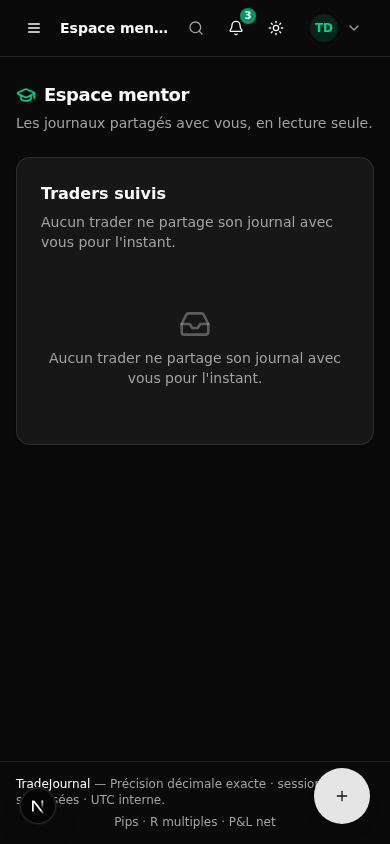 Espace men...
3
TD
Espace mentor
Les journaux partagés avec vous, en lecture seule.
Traders suivis
Aucun trader ne partage son journal avec
vous pour l'instant.
Aucun trader ne partage son journal avec
vous pour l'instant.
TradeJournal — Précision décimale exacte ·
· UTC interne.
N
+
Pips · R multiples · P&L net